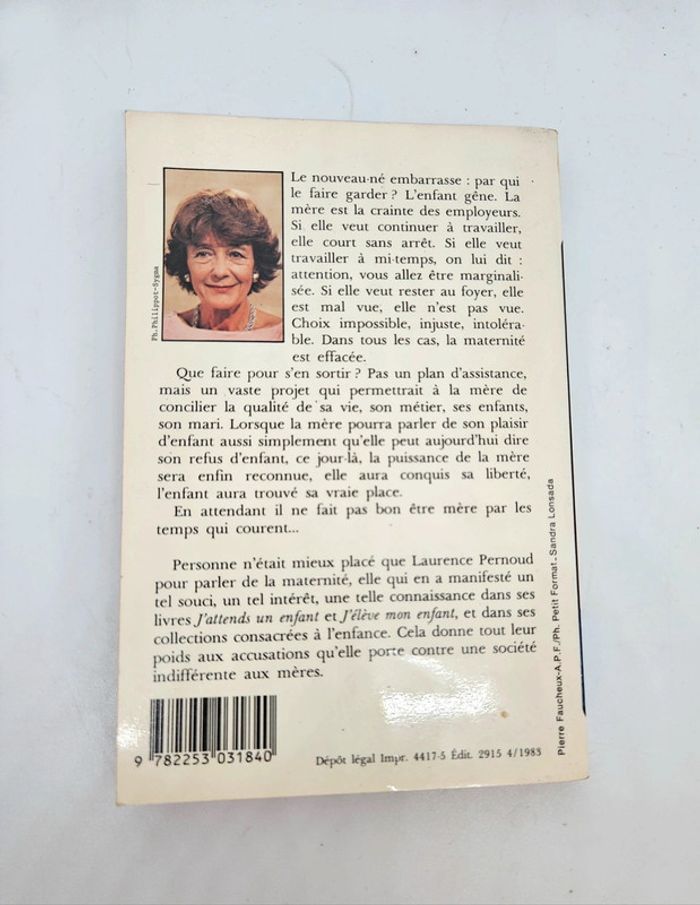 Le nouveau-né embarrasse : par qui
le faire garder ? L'enfant gêne. La
mère est la crainte des employeurs.
Si elle veut continuer à travailler,
elle court sans arrêt. Si elle veut
travailler à mi-temps, on lui dit :
attention, vous allez être marginali-
sée. Si elle veut rester au foyer, elle
est mal vue, elle n'est pas vue.
Choix impossible, injuste, intoléra-
ble. Dans tous les cas, la maternité
est effacée.
Que faire pour s'en sortir ? Pas un plan d'assistance,
mais un vaste projet qui permettrait à la mère de
concilier la qualité de sa vie, son métier, ses enfants,
son mari. Lorsque la mère pourra parler de son plaisir
d'enfant aussi simplement qu'elle peut aujourd'hui dire
son refus d'enfant, ce jour-là, la puissance de la mère
sera enfin reconnue, elle aura conquis sa liberté,
l'enfant aura trouvé sa vraie place.
En attendant il ne fait pas bon être mère par les
temps qui courent...
Personne n'était mieux placé que Laurence Pernoud
pour parler de la maternité, elle qui en a manifesté un
tel souci, un tel intérêt, une telle connaissance dans ses
livres J'attends un enfant et J'élève mon enfant, et dans ses
collections consacrées à l'enfance. Cela donne tout leur
poids aux accusations qu'elle porte contre une société
indifférente aux mères.
Ph.Philippot-Sygma
Pierre Faucheux-A.P.F./Ph. Petit Format. Sandra Lonsada
9 782253 031840
Dépôt légal Impr. 4417-5 Édit. 2915 4/1983